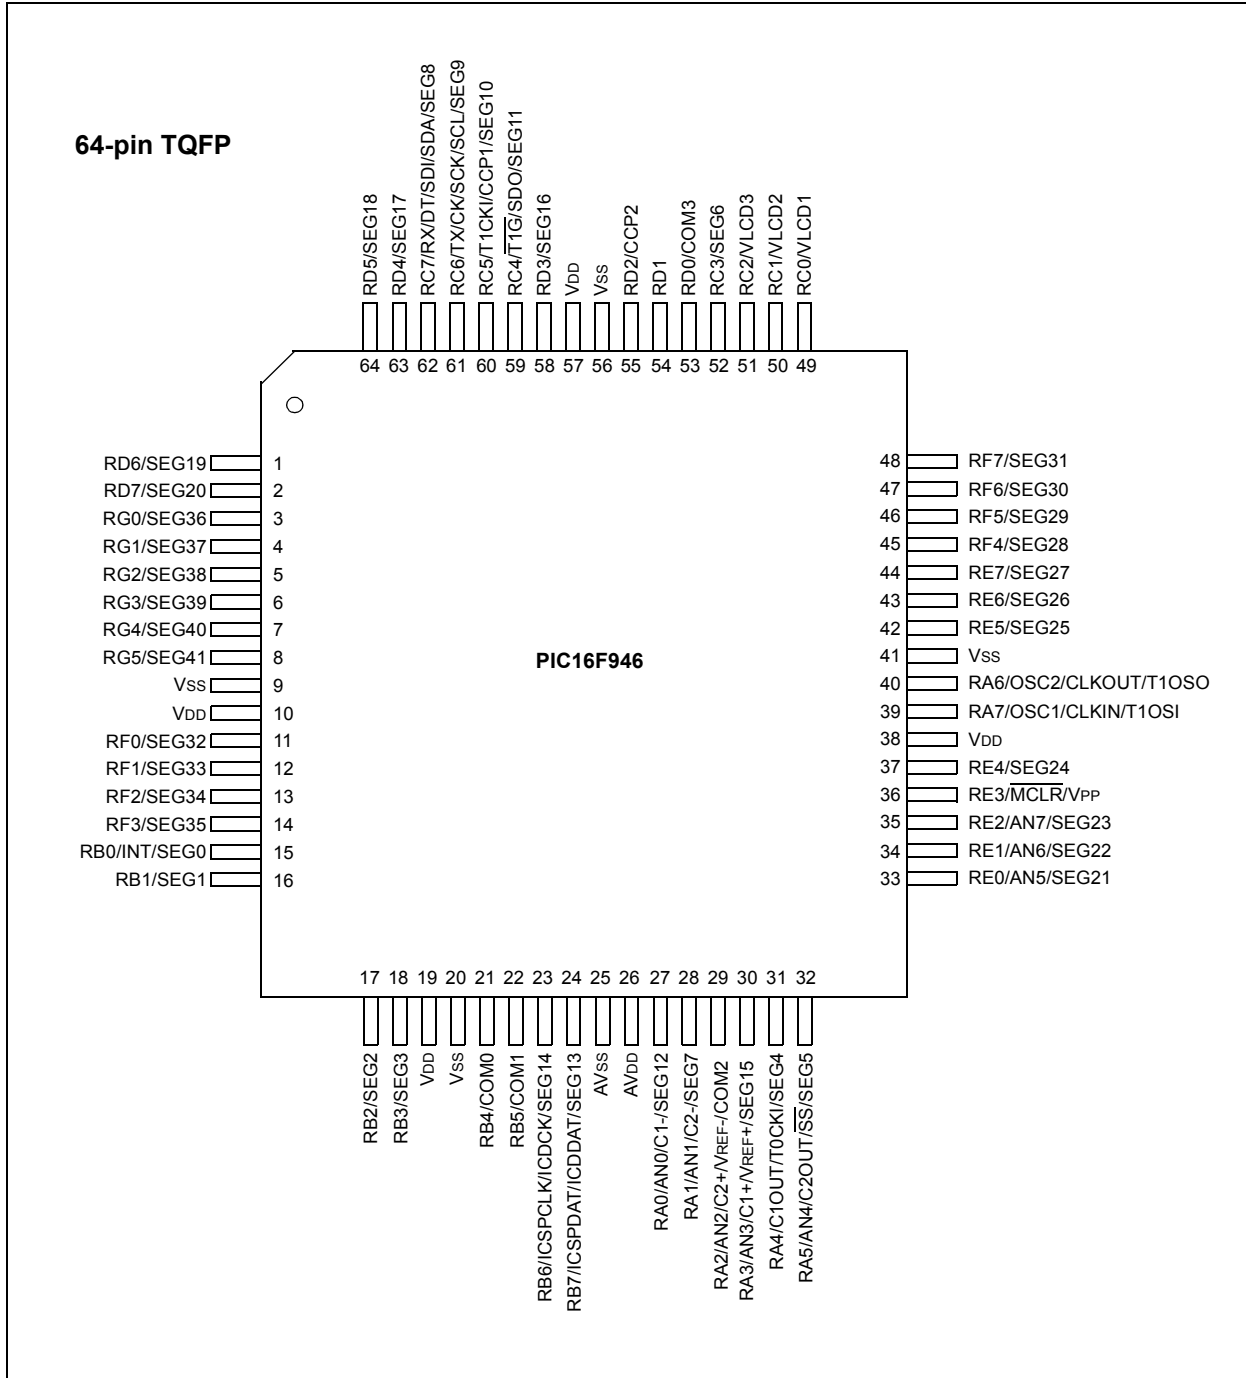 64-pin TQFP
RD5/SEG18
RD4/SEG17
RC7/RX/DT/SDI/SDA/SEG8
RC6/TX/CK/SCK/SCL/SEG9
RC5/T1CKI/CCP1/SEG10
RC4/T1G/SDO/SEG11
RD3/SEG16
VDD
VSS
RD2/CCP2
RD1
RD0/COM3
RC3/SEG6
RC2/VLCD3
RC1/VLCD2
RC0/VLCD1
64 63 62 61 60 59 58 57 56 55 54 53 52 51 50 49
RD6/SEG19 1
RD7/SEG20 2
RG0/SEG36 3
RG1/SEG37 4
RG2/SEG38 5
RG3/SEG39 6
RG4/SEG40 7
RG5/SEG41 8
VSS 9
VDD 10
RF0/SEG32 11
RF1/SEG33 12
RF2/SEG34 13
RF3/SEG35 14
RB0/INT/SEG0 15
RB1/SEG1 16
PIC16F946
48 RF7/SEG31
47 RF6/SEG30
46 RF5/SEG29
45 RF4/SEG28
44 RE7/SEG27
43 RE6/SEG26
42 RE5/SEG25
41 VSS
40 RA6/OSC2/CLKOUT/T1OSO
39 RA7/OSC1/CLKIN/T1OSI
38 VDD
37 RE4/SEG24
36 RE3/MCLR/VPP
35 RE2/AN7/SEG23
34 RE1/AN6/SEG22
33 RE0/AN5/SEG21
17 18 19 20 21 22 23 24 25 26 27 28 29 30 31 32
RB2/SEG2
RB3/SEG3
VDD
VSS
RB4/COM0
RB5/COM1
RB6/ICSPCLK/ICDCK/SEG14
RB7/ICSPDAT/ICDDAT/SEG13
AVSS
AVDD
RA0/AN0/C1-/SEG12
RA1/AN1/C2-/SEG7
RA2/AN2/C2+/VREF-/COM2
RA3/AN3/C1+/VREF+/SEG15
RA4/C1OUT/T0CKI/SEG4
RA5/AN4/C2OUT/SS/SEG5